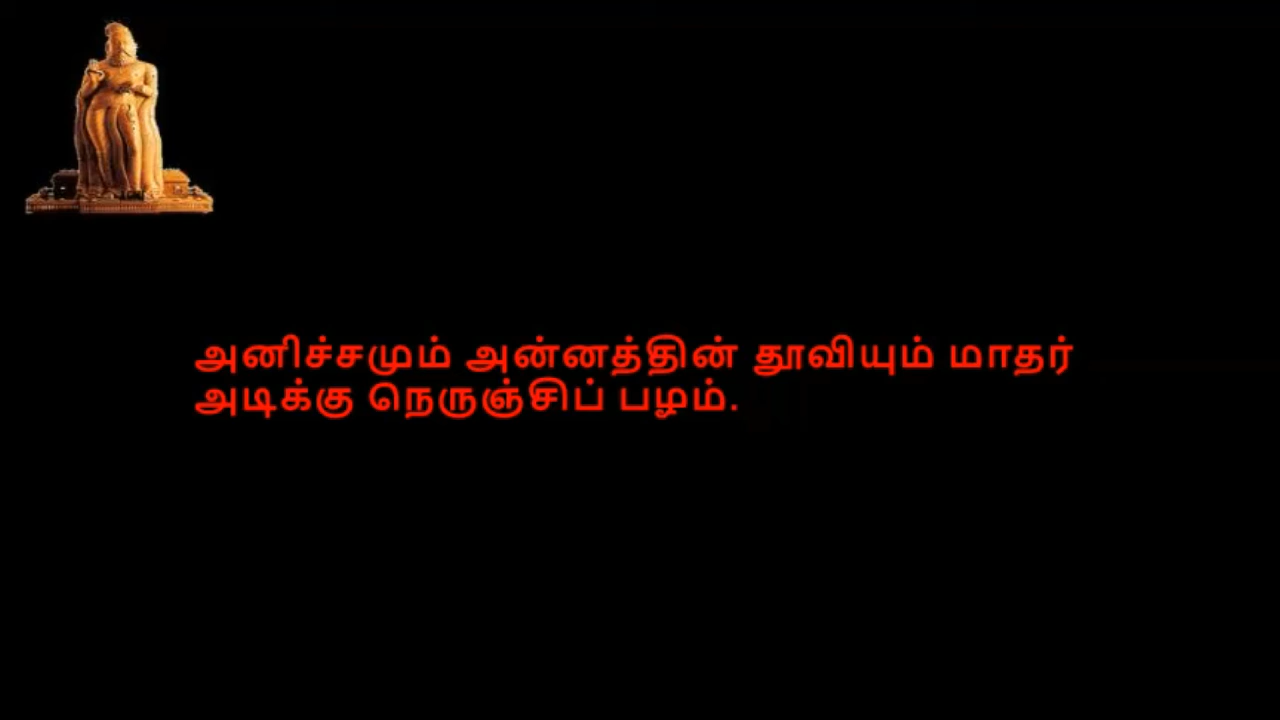 அனிச்சமும் அன்னத்தின் தூவியும் மாதர்
அடிக்கு நெருஞ்சிப் பழம்.